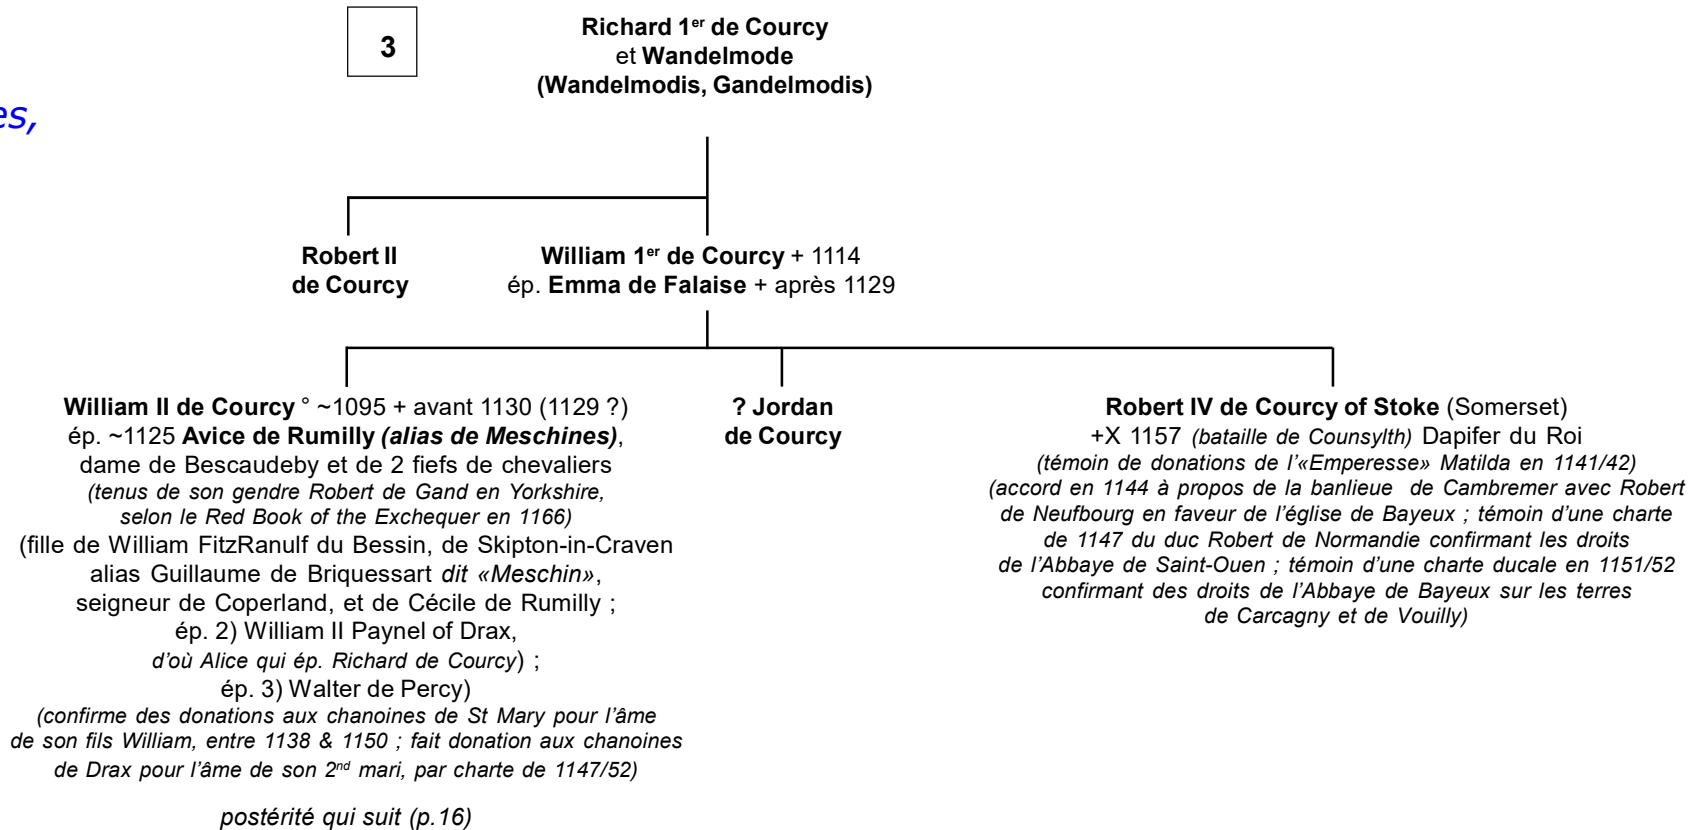 3
Richard 1er de Courcy
et Wandelmode
(Wandelmodis, Gandelmodis)
es,
Robert II
de Courcy
William 1er de Courcy + 1114
ép. Emma de Falaise + après 1129
William II de Courcy ° ~1095 + avant 1130 (1129 ?)
ép. ~1125 Avice de Rumilly (alias de Meschines),
dame de Bescaudeby et de 2 fiefs de chevaliers
(tenus de son gendre Robert de Gand en Yorkshire,
selon le Red Book of the Exchequer en 1166)
(fille de William FitzRanulf du Bessin, de Skipton-in-Craven
alias Guillaume de Briquessart dit «Meschin»,
seigneur de Coperland, et de Cécile de Rumilly ;
ép. 2) William II Paynel of Drax,
d'où Alice qui ép. Richard de Courcy) ;
ép. 3) Walter de Percy)
(confirme des donations aux chanoines de St Mary pour l'âme
de son fils William, entre 1138 & 1150 ; fait donation aux chanoines
de Drax pour l'âme de son 2nd mari, par charte de 1147/52)
postérité qui suit (p.16)
? Jordan
de Courcy
Robert IV de Courcy of Stoke (Somerset)
+X 1157 (bataille de Counsylth) Dapifer du Roi
(témoin de donations de l'«Emperesse» Matilda en 1141/42)
(accord en 1144 à propos de la banlieue de Cambremer avec Robert
de Neufbourg en faveur de l'église de Bayeux ; témoin d'une charte
de 1147 du duc Robert de Normandie confirmant les droits
de l'Abbaye de Saint-Ouen ; témoin d'une charte ducale en 1151/52
confirmant des droits de l'Abbaye de Bayeux sur les terres
de Carcagny et de Vouilly)